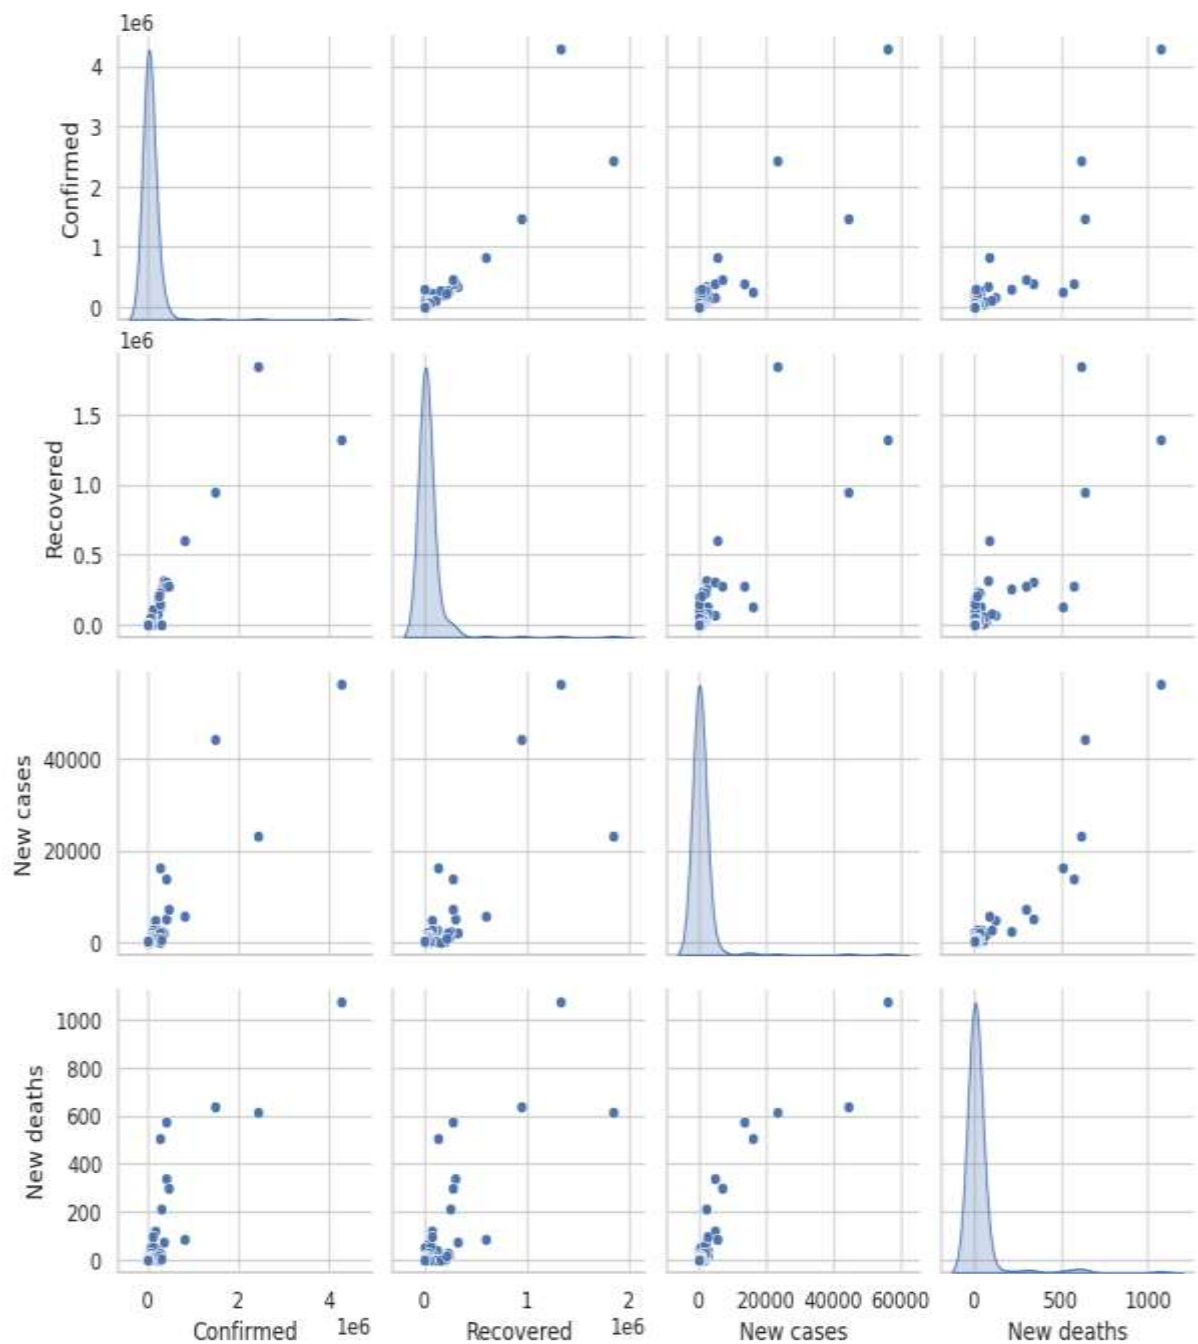 1e6
4
3
2
1
0
Confirmed
1e6
1.5
1.0
0.5
0.0
Recovered
40000
20000
0
New cases
1000
800
600
400
200
0
New deaths
0 2 4 0 1 2 0 20000 40000 60000 0 500 1000
1e6 1e6
Confirmed Recovered New cases New deaths